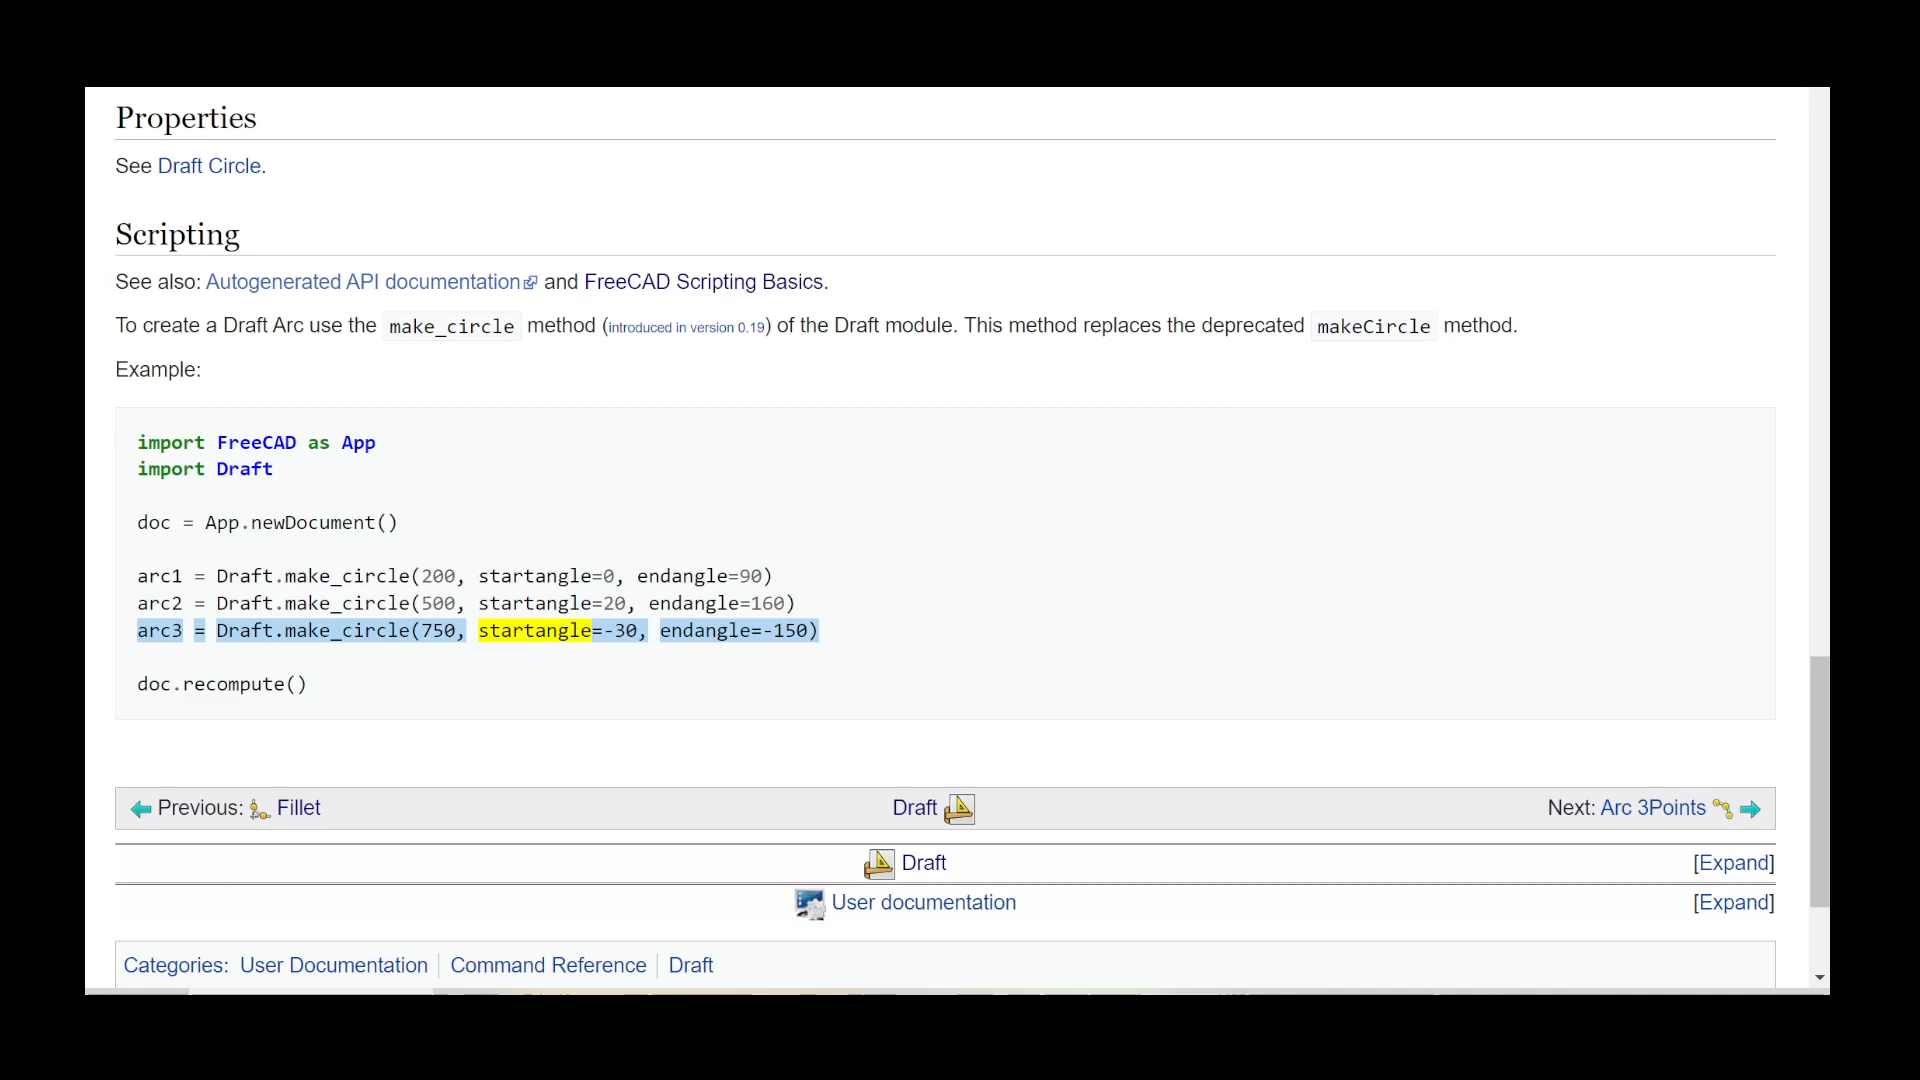 Properties
See Draft Circle.
Scripting
See also: Autogenerated API documentation and FreeCAD Scripting Basics.
To create a Draft Arc use the make_circle method (introduced in version 0.19) of the Draft module. This method replaces the deprecated makeCircle method.
Example:
import FreeCAD as App
import Draft
doc = App.newDocument()
arc1 = Draft.make_circle(200, startangle=0, endangle=90)
arc2 = Draft.make_circle(500, startangle=20, endangle=160)
arc3 = Draft.make_circle(750, startangle=-30, endangle=-150)
doc.recompute()
Previous: Fillet Draft Next: Arc 3Points
Draft [Expand]
User documentation [Expand]
Categories: User Documentation Command Reference Draft